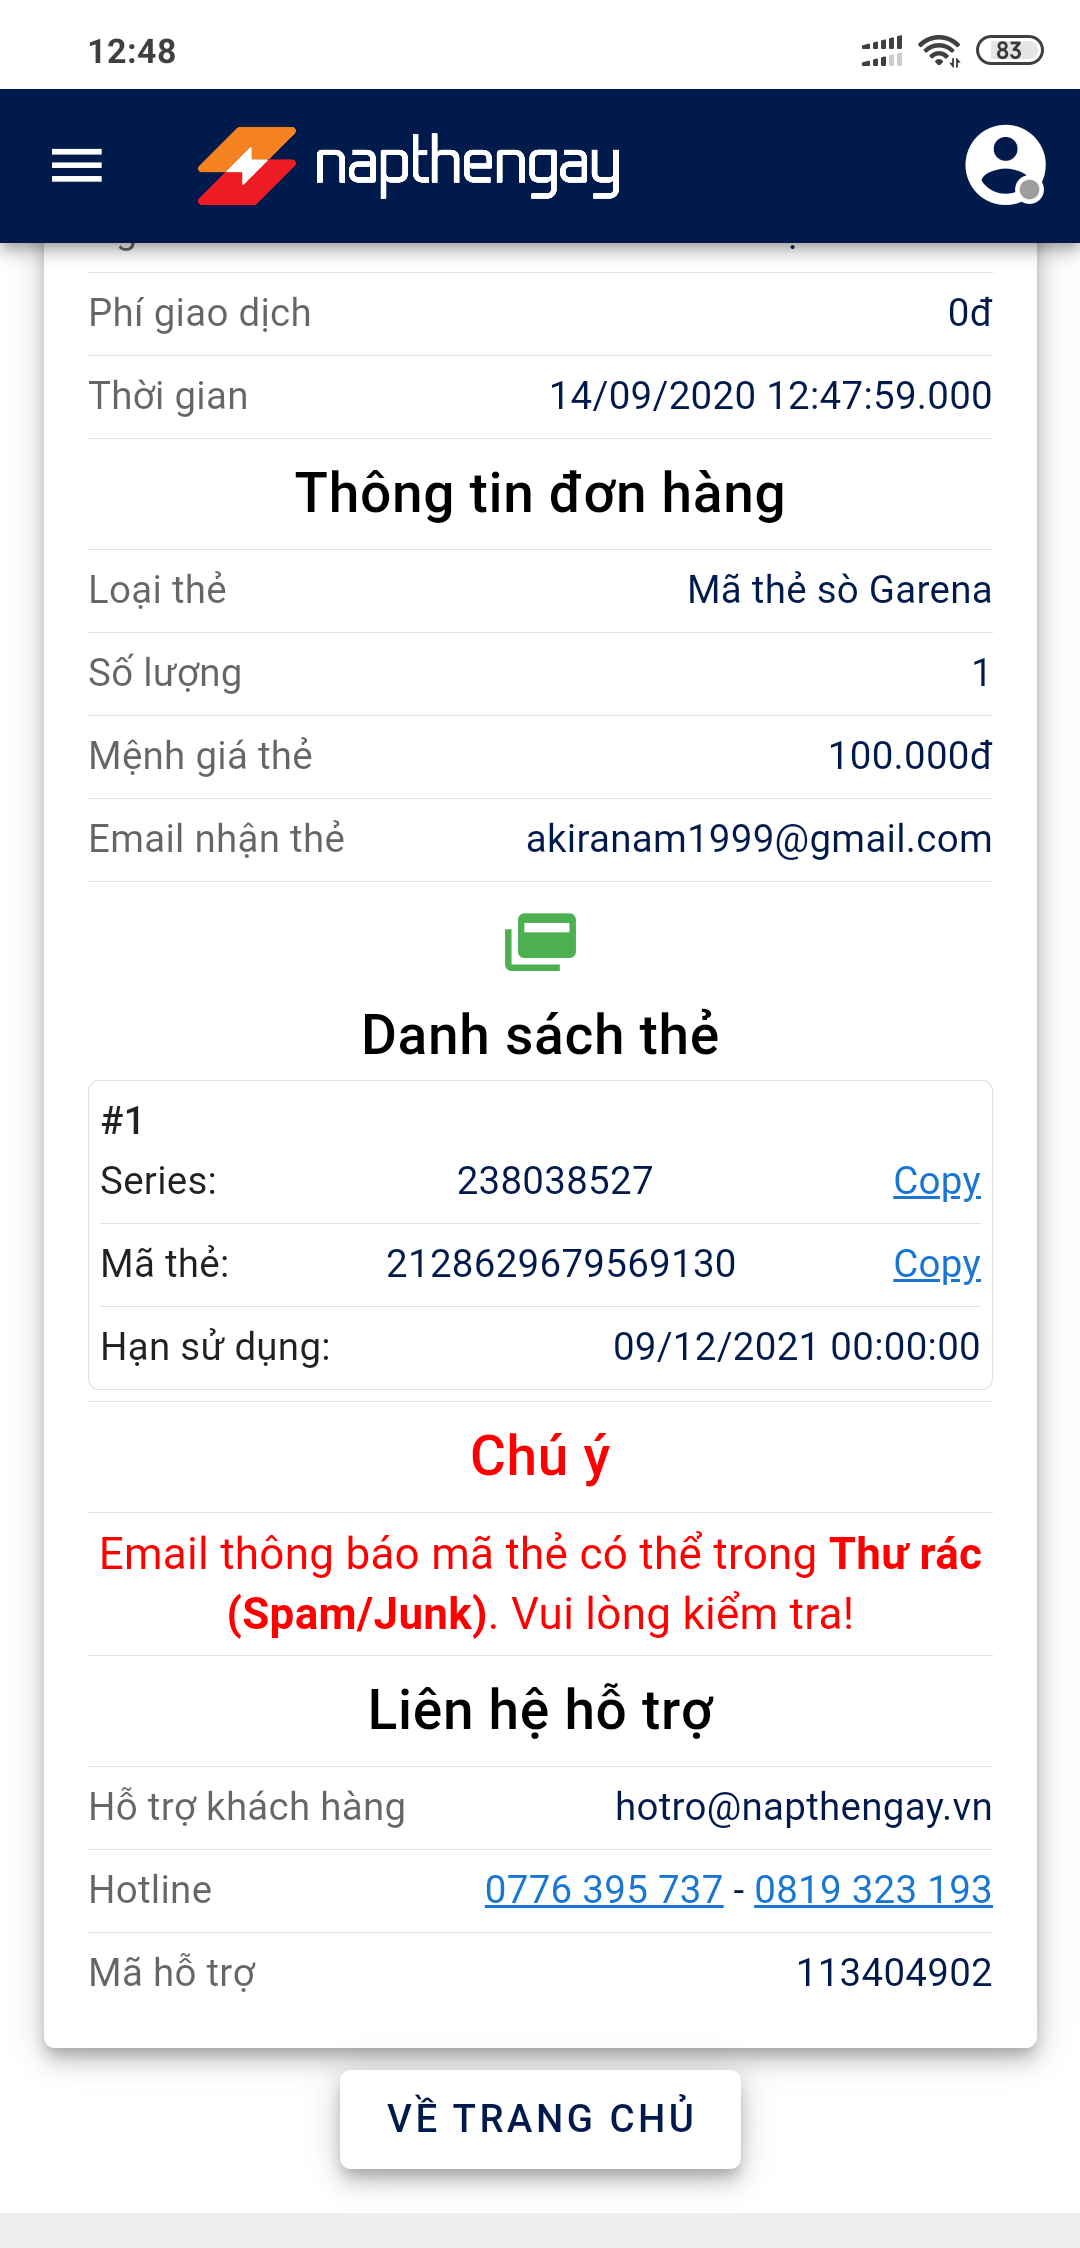 12:48
83
napthengay
Phí giao dịch 0đ
Thời gian 14/09/2020 12:47:59.000
Thông tin đơn hàng
Loại thẻ Mã thẻ sò Garena
Số lượng 1
Mệnh giá thẻ 100.000đ
Email nhận thẻ akiranam1999@gmail.com
Danh sách thẻ
#1
Series: 238038527 Copy
Mã thẻ: 2128629679569130 Copy
Hạn sử dụng: 09/12/2021 00:00:00
Chú ý
Email thông báo mã thẻ có thể trong Thư rác
(Spam/Junk). Vui lòng kiểm tra!
Liên hệ hỗ trợ
Hỗ trợ khách hàng hotro@napthengay.vn
Hotline 0776 395 737 - 0819 323 193
Mã hỗ trợ 113404902
VỀ TRANG CHỦ